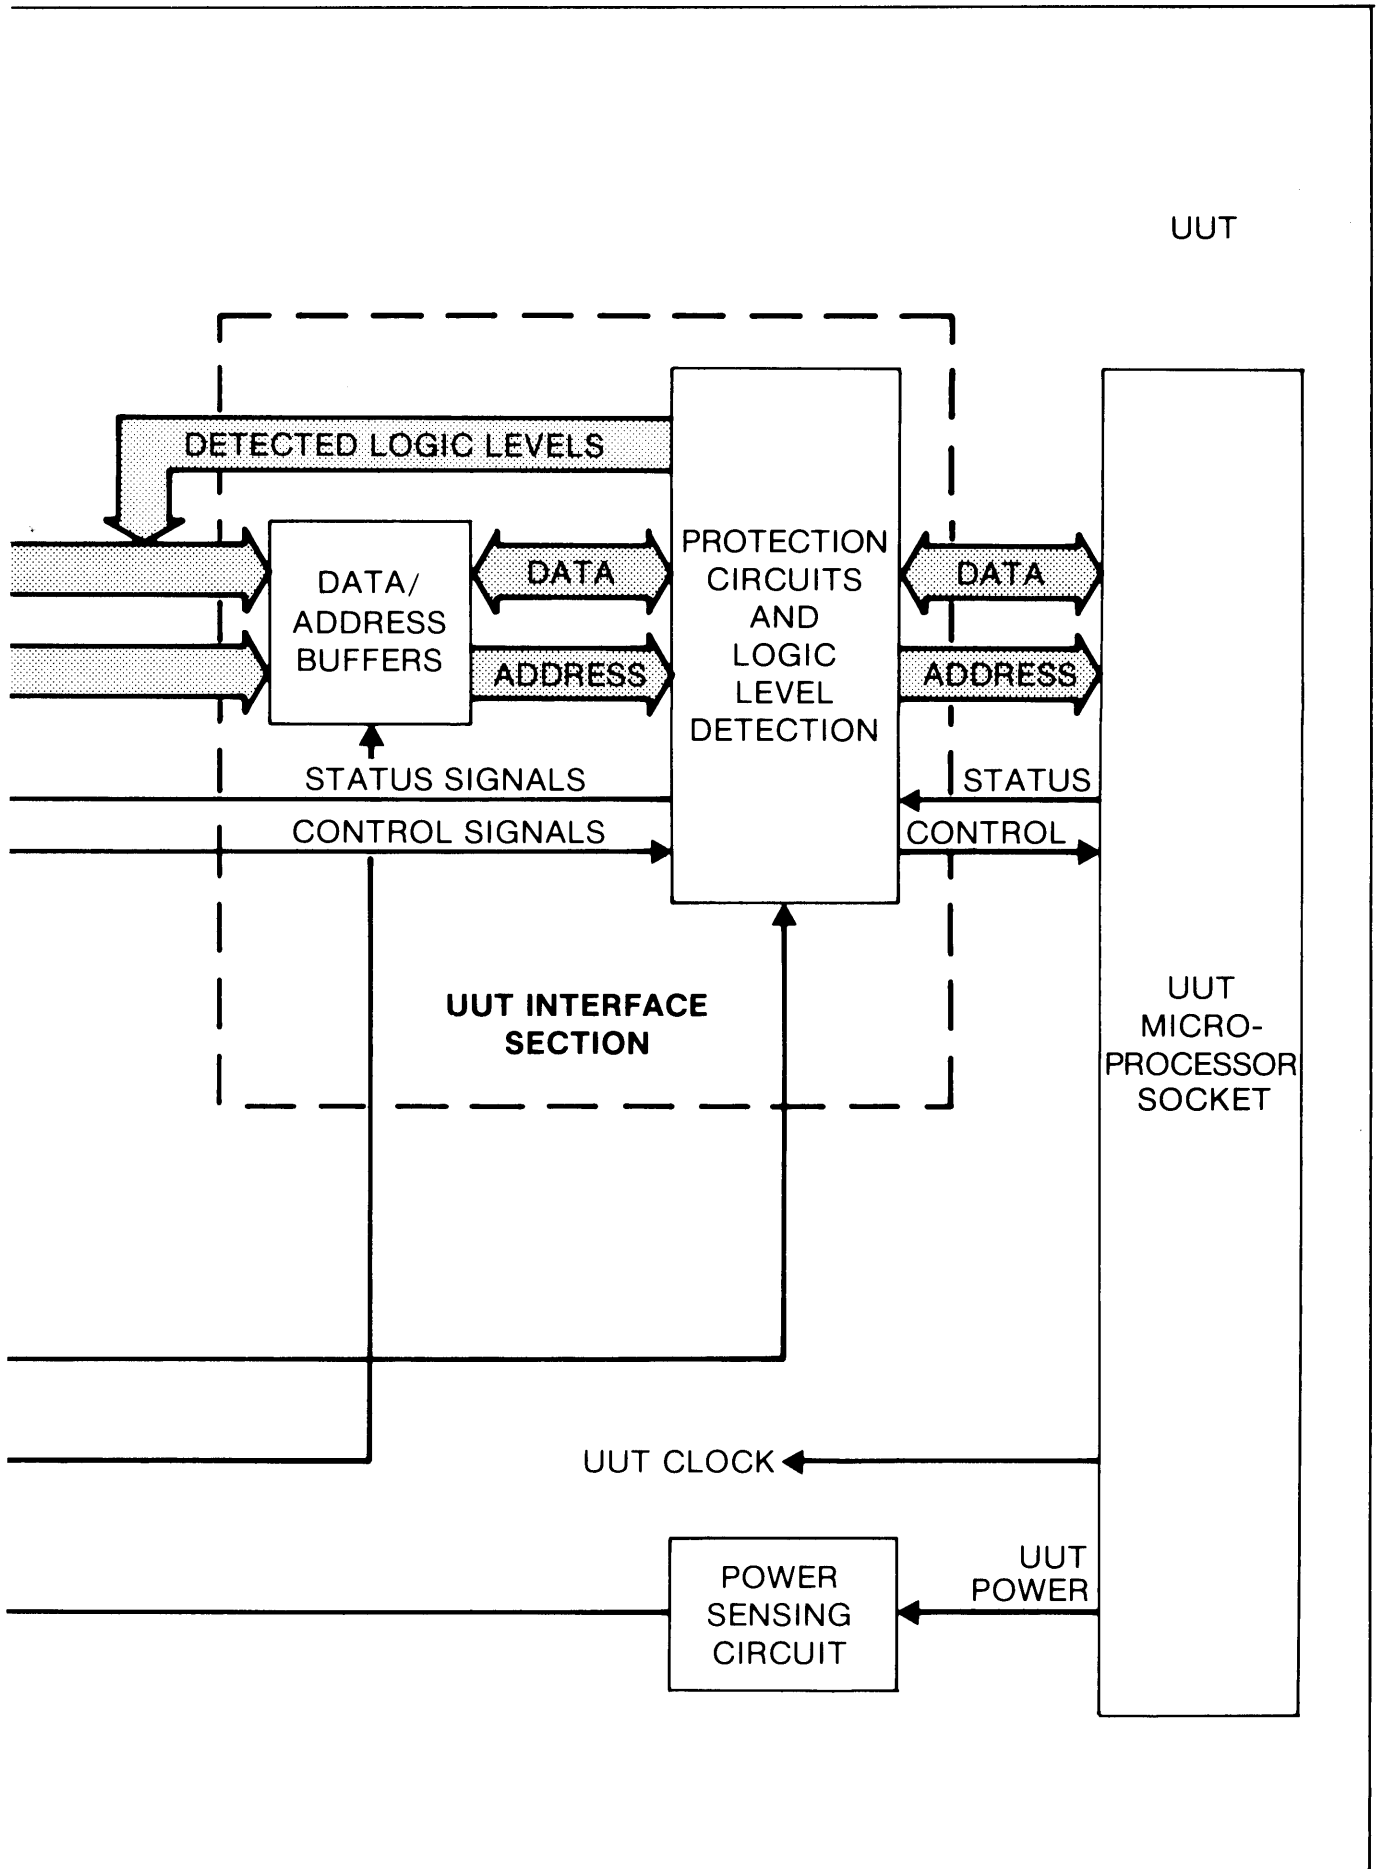 UUT
DETECTED LOGIC LEVELS
DATA/
ADDRESS
BUFFERS
DATA
ADDRESS
PROTECTION
CIRCUITS
AND
LOGIC
LEVEL
DETECTION
DATA
ADDRESS
STATUS SIGNALS
STATUS
CONTROL SIGNALS
CONTROL
UUT INTERFACE
SECTION
UUT
MICRO-
PROCESSOR
SOCKET
UUT CLOCK
POWER
SENSING
CIRCUIT
UUT
POWER